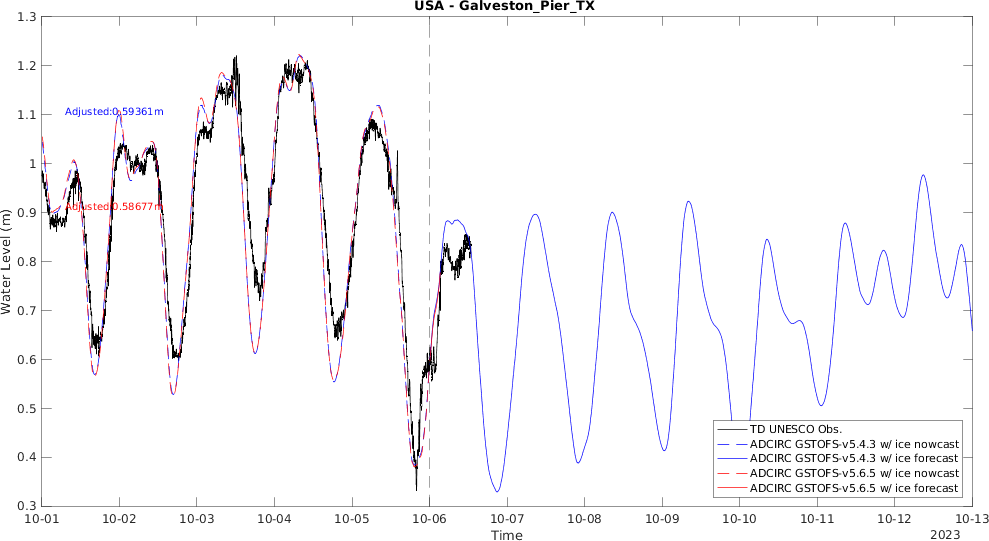 USA - Galveston_Pier_TX
1.3
1.2
1.1
1
0.9
0.8
0.7
0.6
0.5
0.4
0.3
Water Level (m)
Adjusted:0.59361m
Adjusted:0.58677m
TD UNESCO Obs.
ADCIRC GSTOFS-v5.4.3 w/ ice nowcast
ADCIRC GSTOFS-v5.4.3 w/ ice forecast
ADCIRC GSTOFS-v5.6.5 w/ ice nowcast
ADCIRC GSTOFS-v5.6.5 w/ ice forecast
10-01 10-02 10-03 10-04 10-05 10-06 10-07 10-08 10-09 10-10 10-11 10-12 10-13
Time
2023